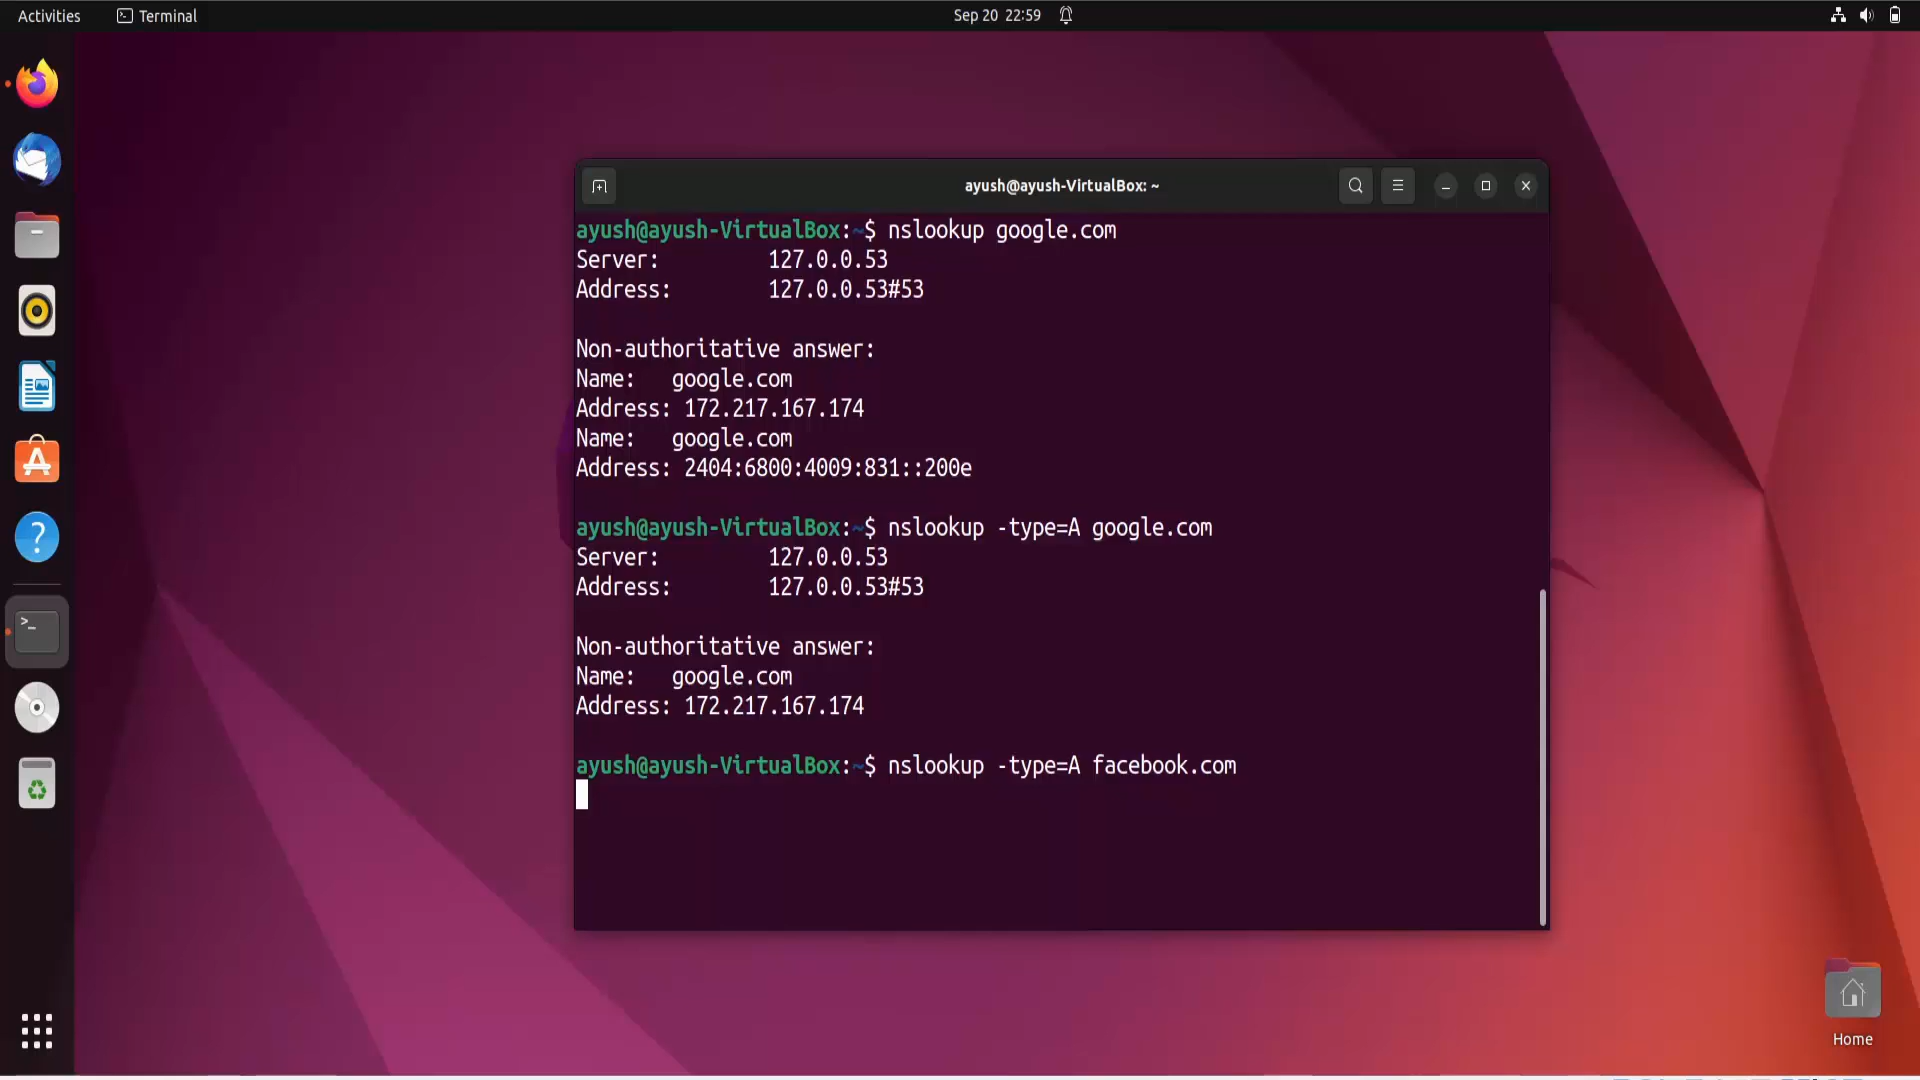 Activities
Terminal
Sep 20 22:59
ayush@ayush-VirtualBox: ~
ayush@ayush-VirtualBox:~$ nslookup google.com
Server:         127.0.0.53
Address:        127.0.0.53#53
Non-authoritative answer:
Name:   google.com
Address: 172.217.167.174
Name:   google.com
Address: 2404:6800:4009:831::200e
ayush@ayush-VirtualBox:~$ nslookup -type=A google.com
Server:         127.0.0.53
Address:        127.0.0.53#53
Non-authoritative answer:
Name:   google.com
Address: 172.217.167.174
ayush@ayush-VirtualBox:~$ nslookup -type=A facebook.com
Home